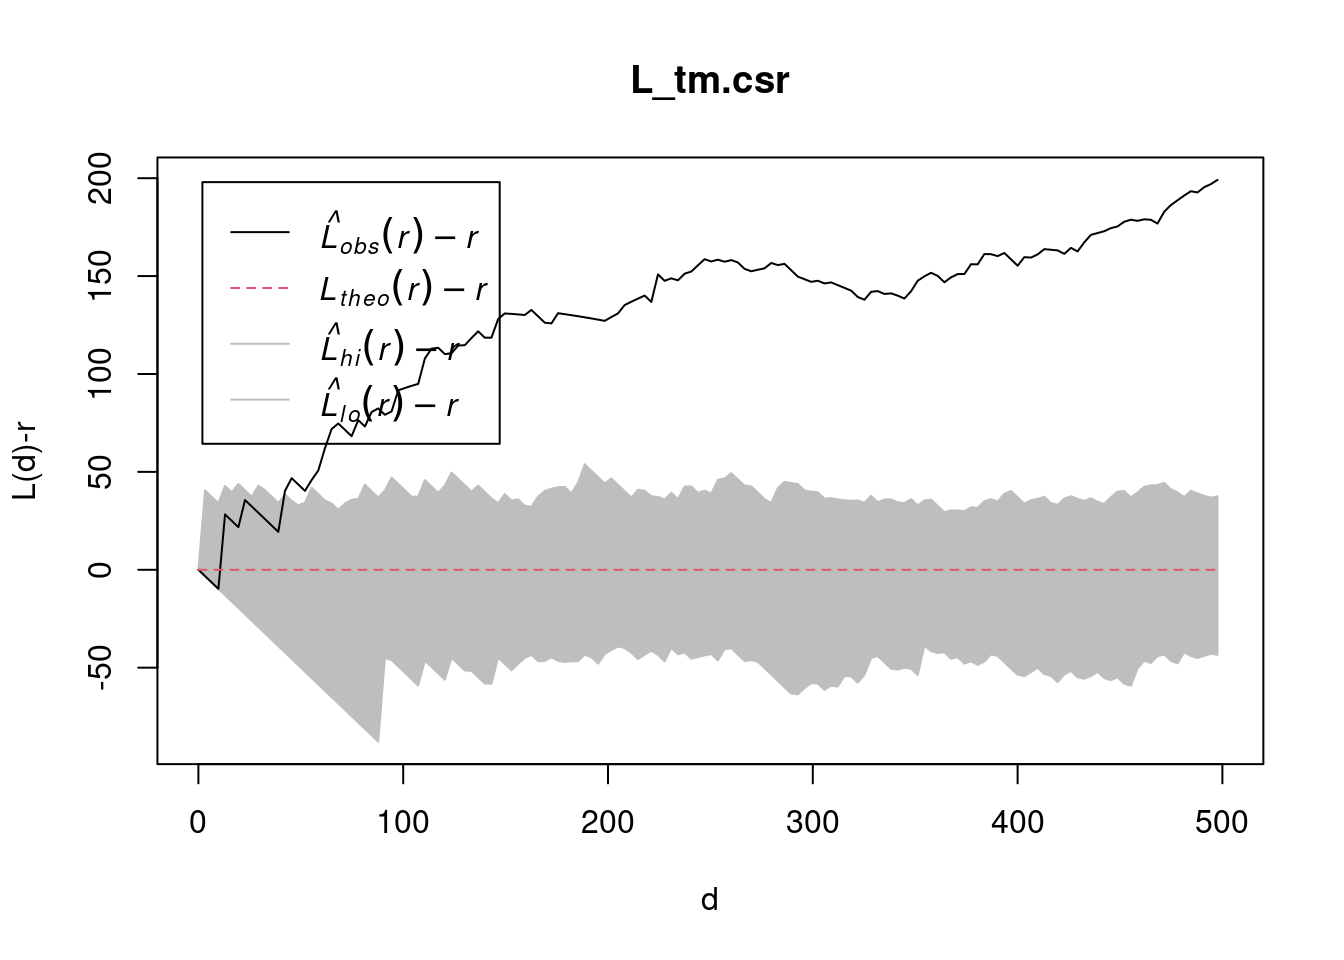 L_tm.csr
L(d)-r
200
150
100
50
0
-50
L̂obs(r) − r
Ltheo(r) − r
L̂hi(r) − r
L̂lo(r) − r
0 100 200 300 400 500
d